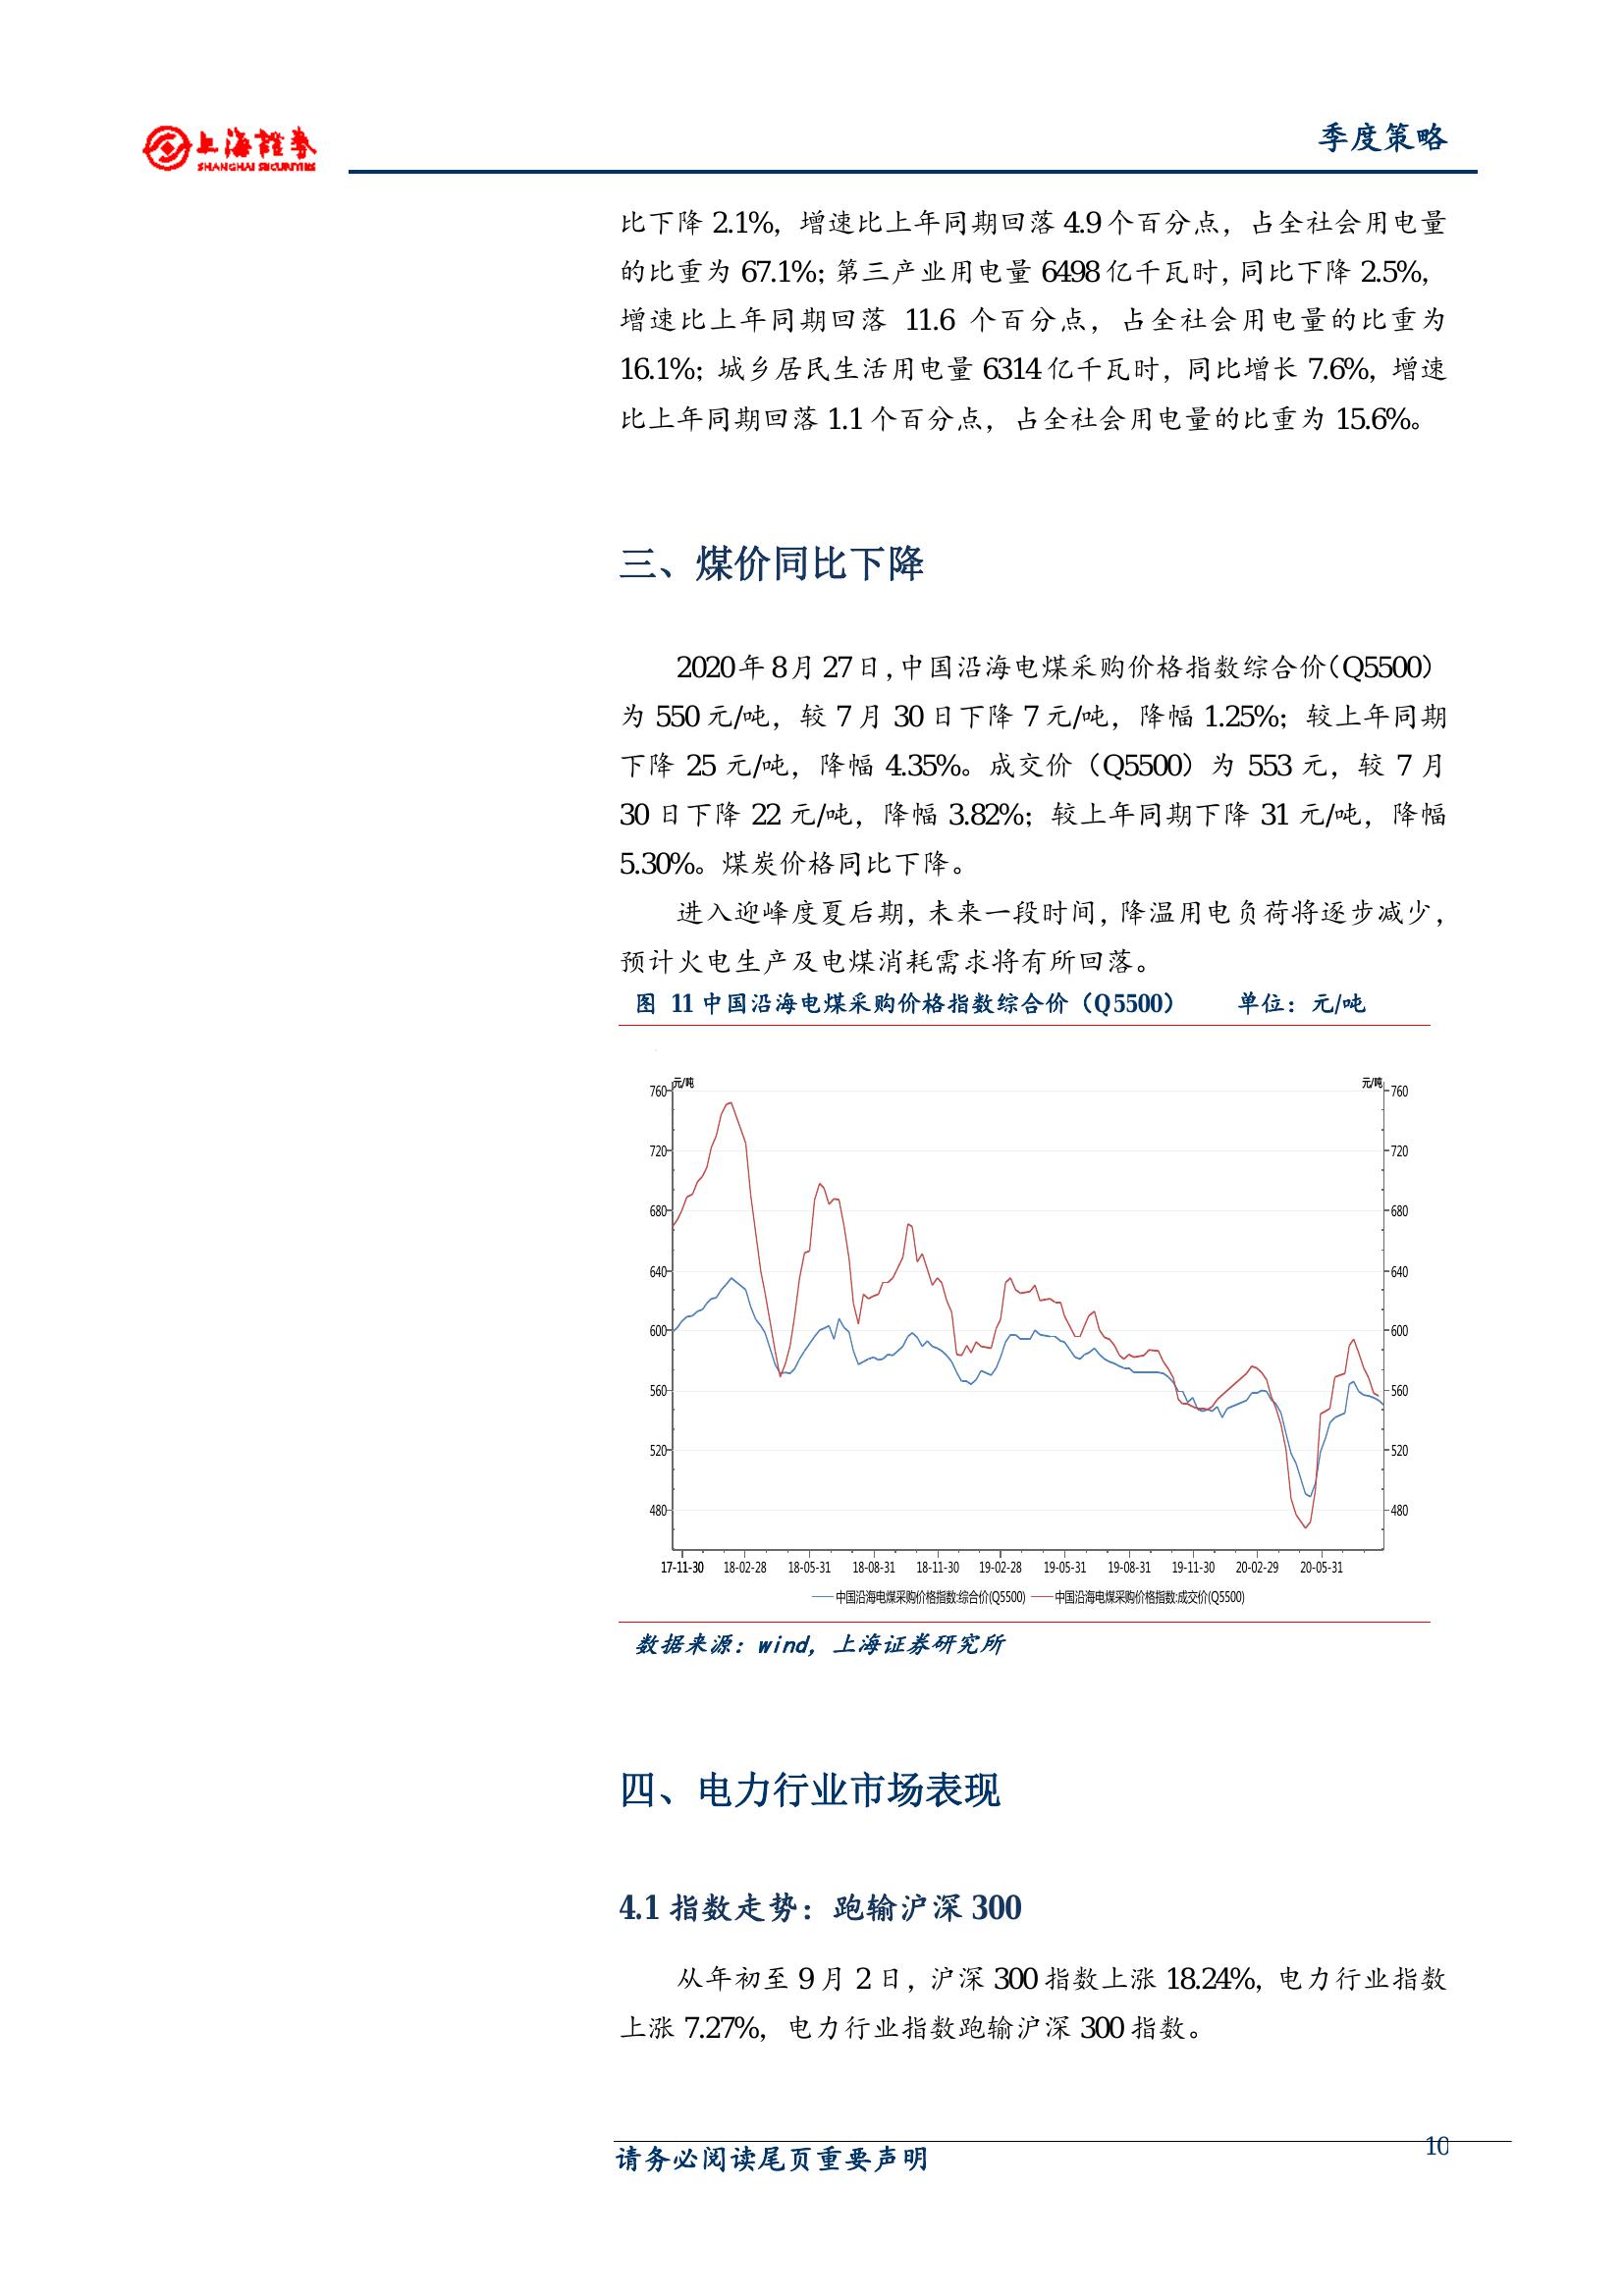 上海證券
SHANGHAI SECURITIES
季度策略
比下降 2.1%，增速比上年同期回落 4.9 个百分点，占全社会用电量
的比重为 67.1%；第三产业用电量 6498 亿千瓦时，同比下降 2.5%，
增速比上年同期回落 11.6 个百分点，占全社会用电量的比重为
16.1%；城乡居民生活用电量 6314 亿千瓦时，同比增长 7.6%，增速
比上年同期回落 1.1 个百分点，占全社会用电量的比重为 15.6%。
三、煤价同比下降
2020 年 8 月 27 日，中国沿海电煤采购价格指数综合价（Q5500）
为 550 元/吨，较 7 月 30 日下降 7 元/吨，降幅 1.25%；较上年同期
下降 25 元/吨，降幅 4.35%。成交价（Q5500）为 553 元，较 7 月
30 日下降 22 元/吨，降幅 3.82%；较上年同期下降 31 元/吨，降幅
5.30%。煤炭价格同比下降。
进入迎峰度夏后期，未来一段时间，降温用电负荷将逐步减少，
预计火电生产及电煤消耗需求将有所回落。
图 11 中国沿海电煤采购价格指数综合价（Q5500） 单位：元/吨
元/吨 元/吨
760 760
720 720
680 680
640 640
600 600
560 560
520 520
480 480
17-11-30 18-02-28 18-05-31 18-08-31 18-11-30 19-02-28 19-05-31 19-08-31 19-11-30 20-02-29 20-05-31
中国沿海电煤采购价格指数:综合价(Q5500) 中国沿海电煤采购价格指数:成交价(Q5500)
数据来源：wind，上海证券研究所
四、电力行业市场表现
4.1 指数走势：跑输沪深 300
从年初至 9 月 2 日，沪深 300 指数上涨 18.24%，电力行业指数
上涨 7.27%，电力行业指数跑输沪深 300 指数。
10
请务必阅读尾页重要声明